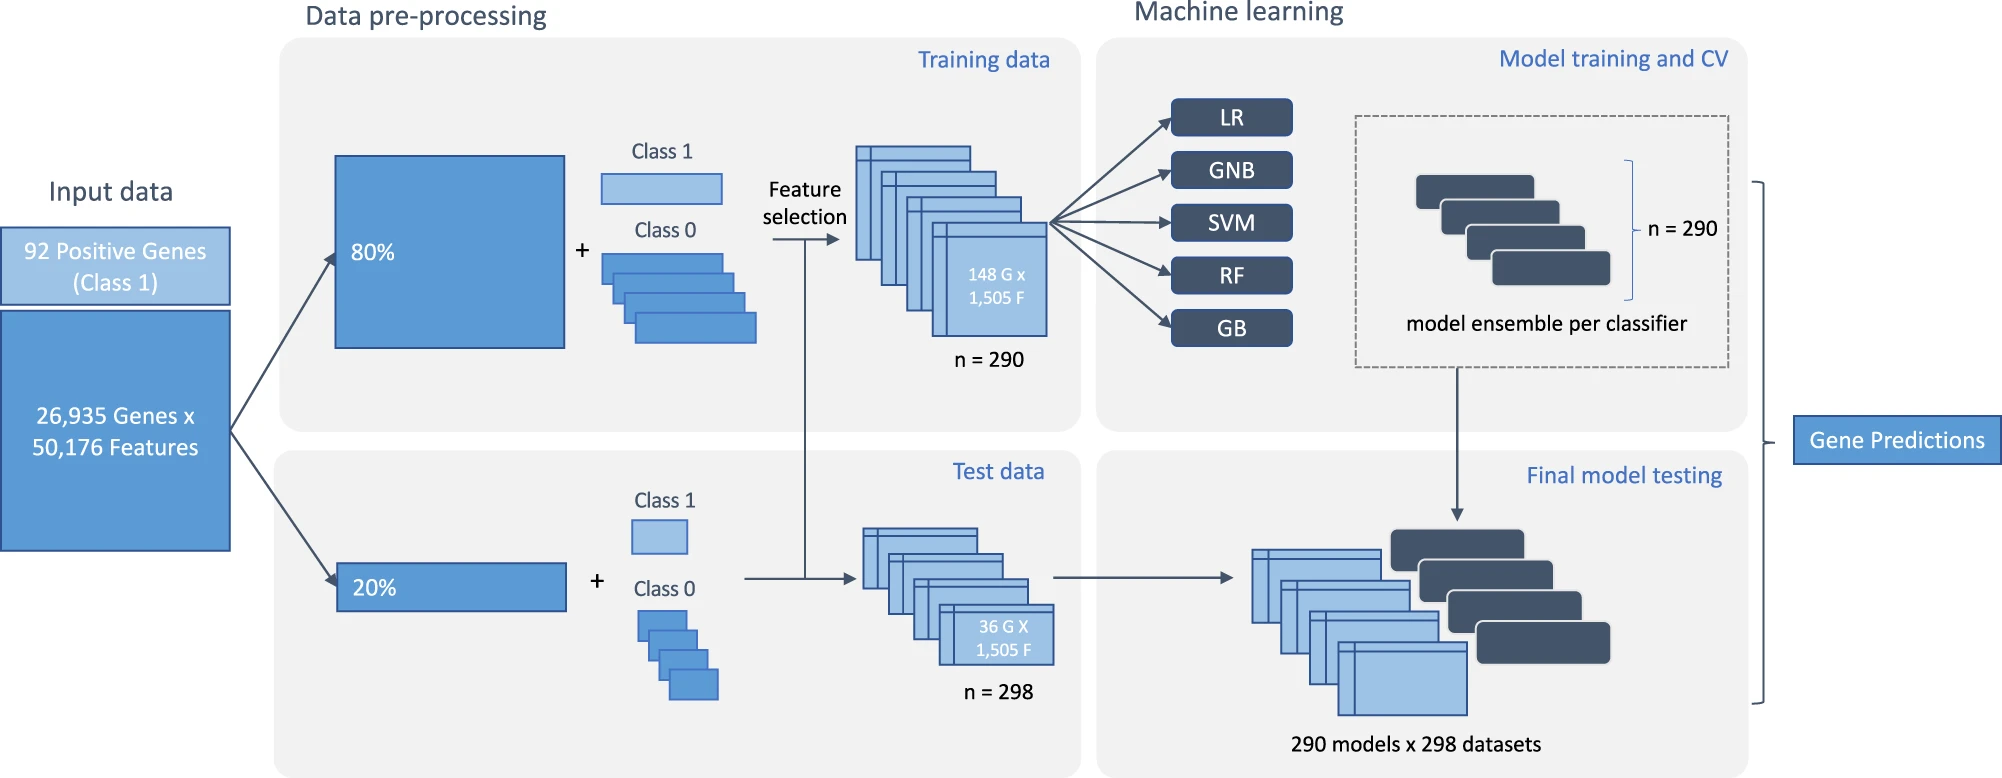 Data pre-processing
Machine learning
Input data
92 Positive Genes
(Class 1)
26,935 Genes x
50,176 Features
Training data
80%
+
Class 1
Class 0
Feature
selection
148 G x
1,505 F
n = 290
Model training and CV
LR
GNB
SVM
RF
GB
n = 290
model ensemble per classifier
Test data
20%
+
Class 1
Class 0
36 G X
1,505 F
n = 298
Final model testing
290 models x 298 datasets
Gene Predictions